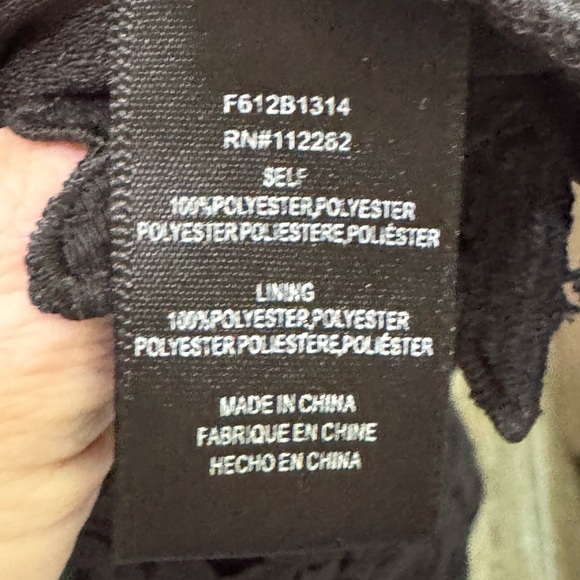 F612B1314
RN#112262
SELF
100%POLYESTER,POLYESTER
POLYESTER POLIESTERE,POLIÉSTER
LINING
100%POLYESTER,POLYESTER
POLYESTER POLIESTERE,POLIÉSTER
MADE IN CHINA
FABRIQUE EN CHINE
HECHO EN CHINA